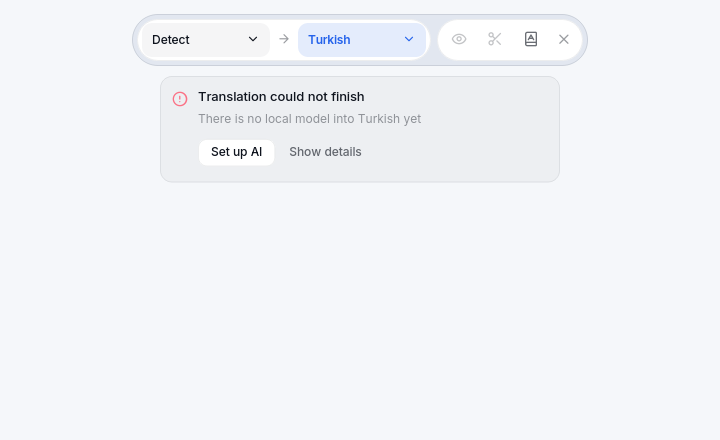 Detect
Turkish
Translation could not finish
There is no local model into Turkish yet
Set up AI
Show details